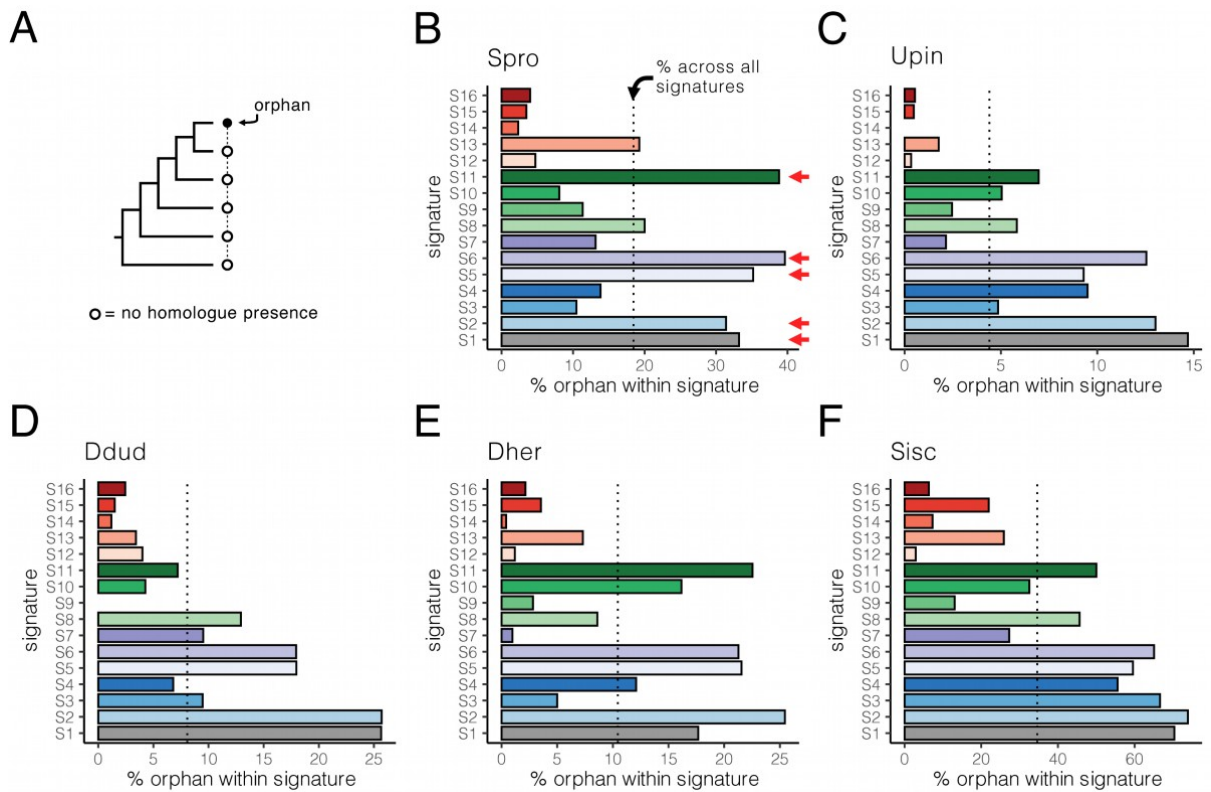 A
orphan
= no homologue presence
B
Spro
% across all
signatures
signature
S16
S15
S14
S13
S12
S11
S10
S9
S8
S7
S6
S5
S4
S3
S2
S1
0 10 20 30 40
% orphan within signature
C
Upin
signature
S16
S15
S14
S13
S12
S11
S10
S9
S8
S7
S6
S5
S4
S3
S2
S1
0 5 10 15
% orphan within signature
D
Ddud
signature
S16
S15
S14
S13
S12
S11
S10
S9
S8
S7
S6
S5
S4
S3
S2
S1
0 5 10 15 20 25
% orphan within signature
E
Dher
signature
S16
S15
S14
S13
S12
S11
S10
S9
S8
S7
S6
S5
S4
S3
S2
S1
0 5 10 15 20 25
% orphan within signature
F
Sisc
signature
S16
S15
S14
S13
S12
S11
S10
S9
S8
S7
S6
S5
S4
S3
S2
S1
0 20 40 60
% orphan within signature